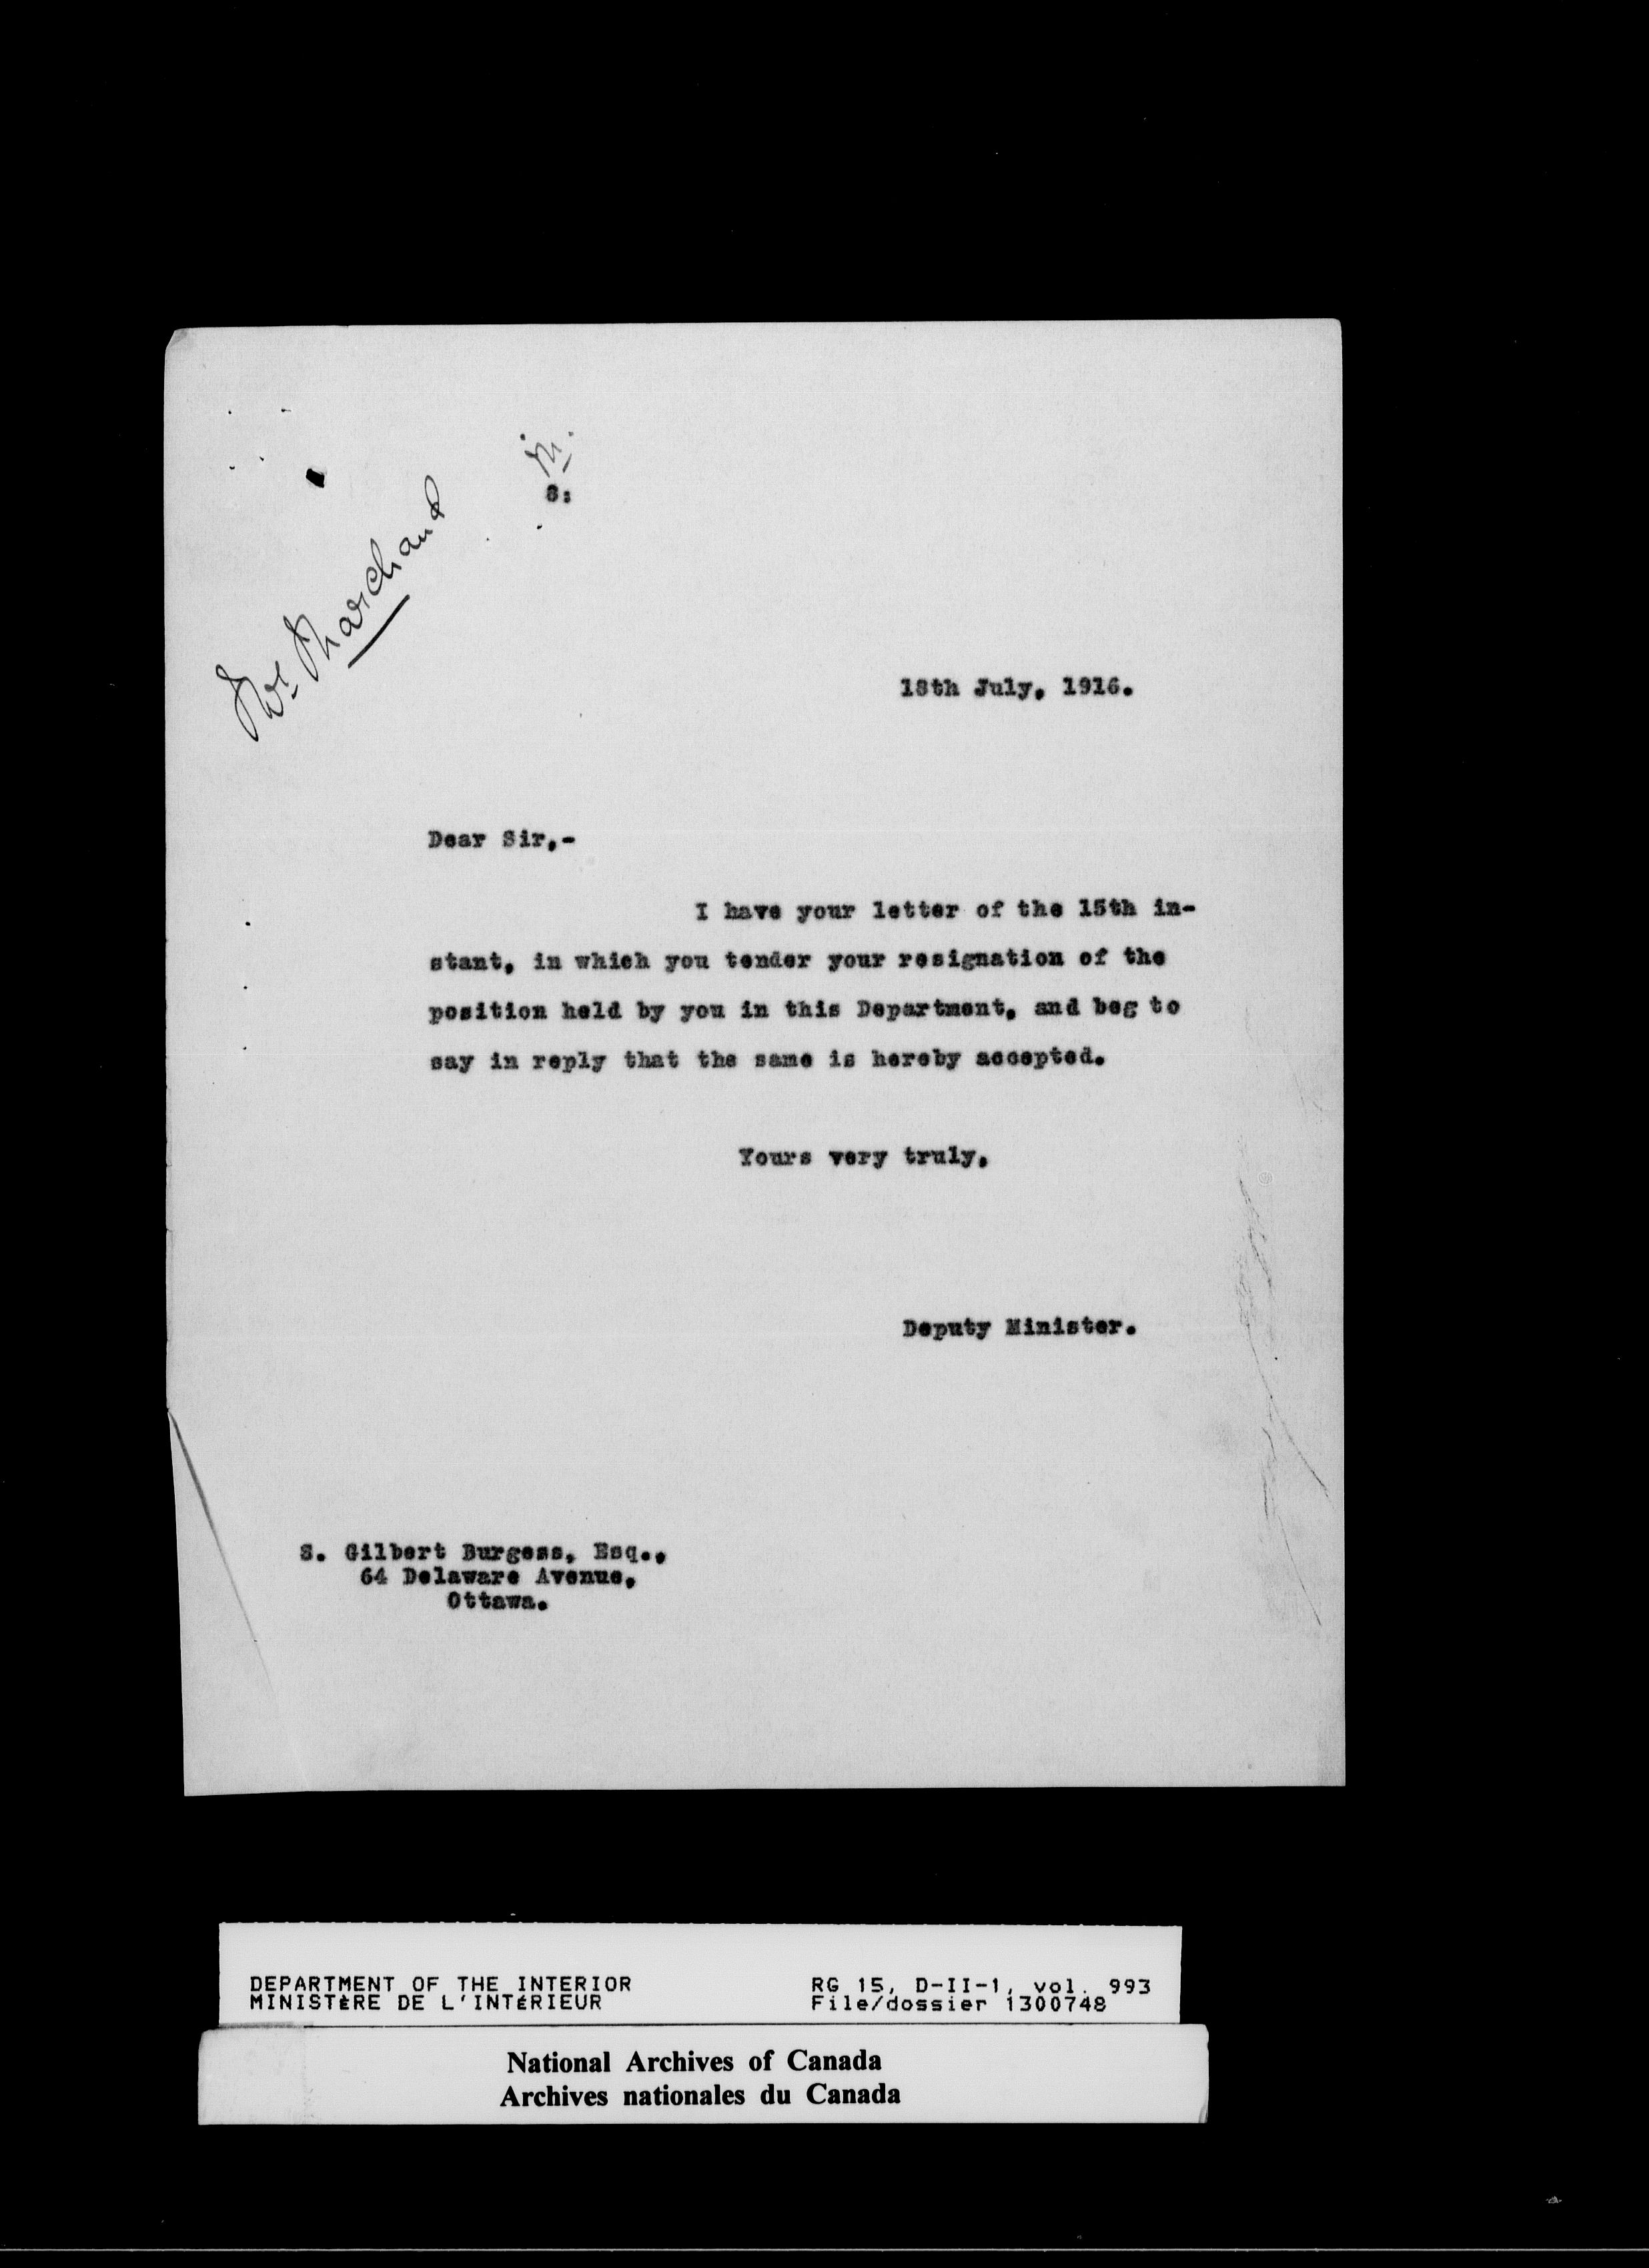 Mr. Marchand
M.
S:
18th July, 1916.
Dear Sir,-
I have your letter of the 15th in-
stant, in which you tender your resignation of the
position held by you in this Department, and beg to
say in reply that the same is hereby accepted.
Yours very truly,
Deputy Minister.
S. Gilbert Burgess, Esq.,
64 Delaware Avenue,
Ottawa.
DEPARTMENT OF THE INTERIOR
MINISTÈRE DE L'INTÉRIEUR
RG 15, D-II-1, vol. 993
File/dossier 1300748
National Archives of Canada
Archives nationales du Canada